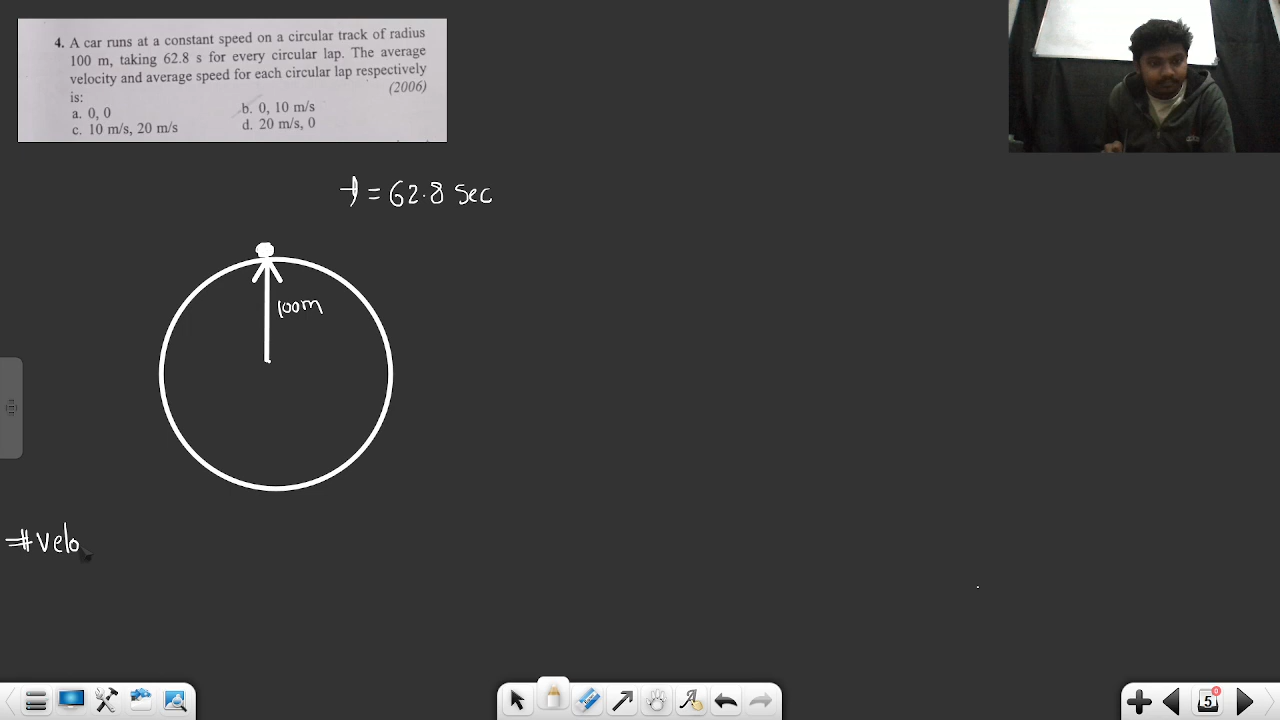 4. A car runs at a constant speed on a circular track of radius
100 m, taking 62.8 s for every circular lap. The average
velocity and average speed for each circular lap respectively
is:
(2006)
a. 0, 0
b. 0, 10 m/s
c. 10 m/s, 20 m/s
d. 20 m/s, 0
t = 62.8 Sec
100m
#Velo
5
0